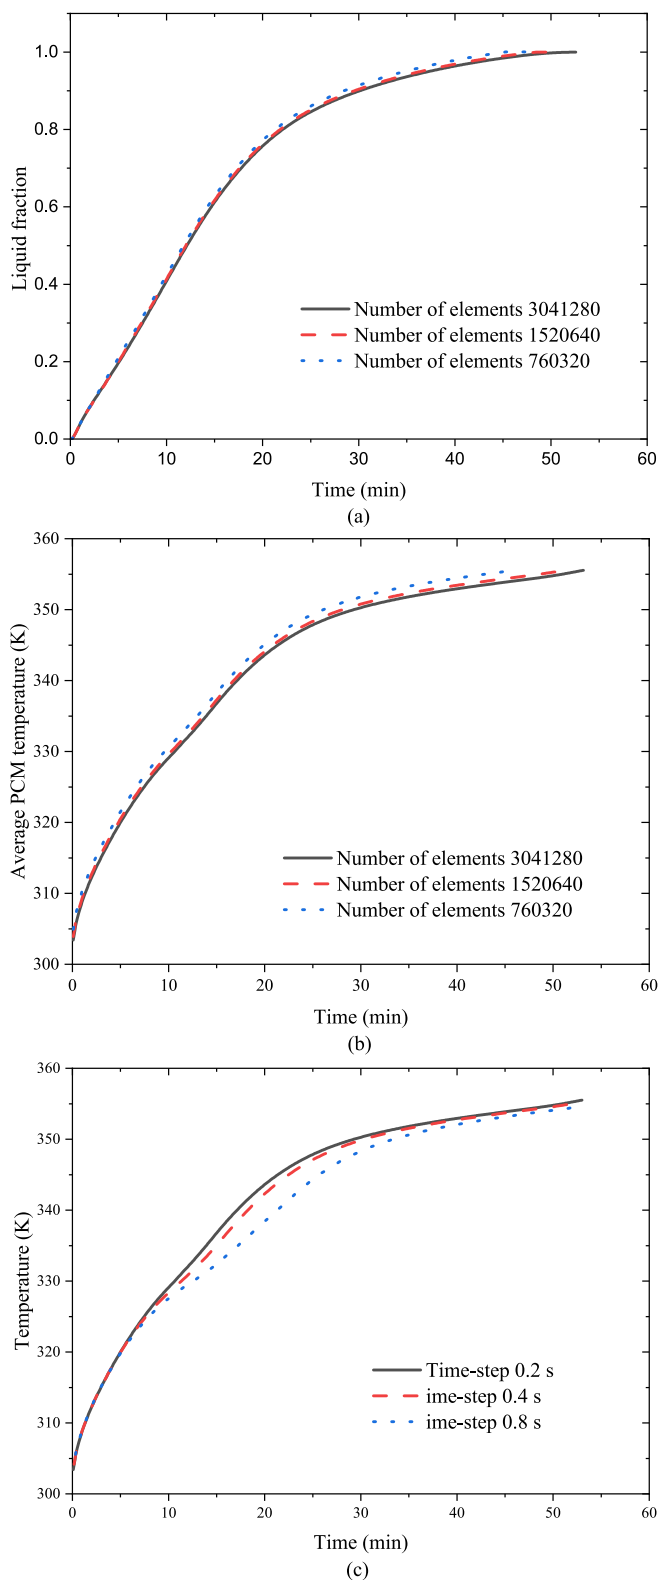 1.0
0.8
0.6
0.4
0.2
0.0
Liquid fraction
Number of elements 3041280
Number of elements 1520640
Number of elements 760320
0 10 20 30 40 50 60
Time (min)
(a)
360
350
340
330
320
310
300
Average PCM temperature (K)
Number of elements 3041280
Number of elements 1520640
Number of elements 760320
0 10 20 30 40 50 60
Time (min)
(b)
360
350
340
330
320
310
300
Temperature (K)
Time-step 0.2 s
ime-step 0.4 s
ime-step 0.8 s
0 10 20 30 40 50 60
Time (min)
(c)